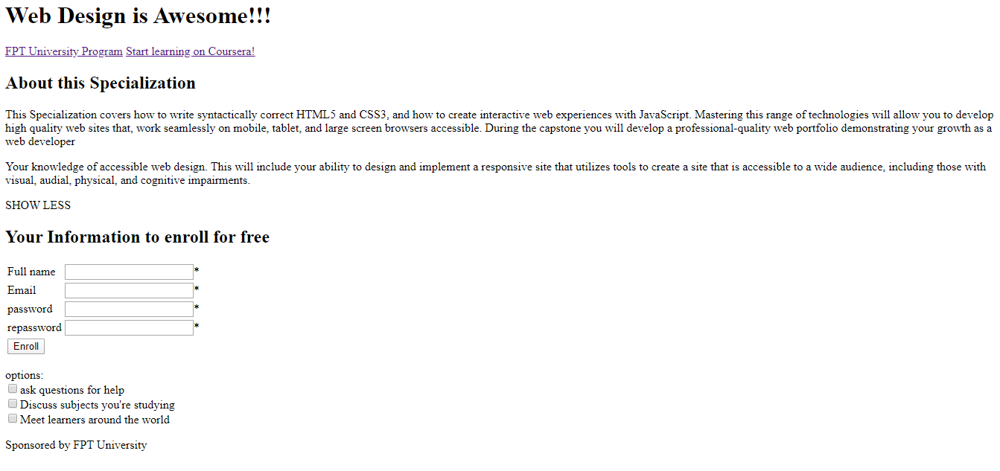 Web Design is Awesome!!!
FPT University Program Start learning on Coursera!
About this Specialization
This Specialization covers how to write syntactically correct HTML5 and CSS3, and how to create interactive web experiences with JavaScript. Mastering this range of technologies will allow you to develop
high quality web sites that, work seamlessly on mobile, tablet, and large screen browsers accessible. During the capstone you will develop a professional-quality web portfolio demonstrating your growth as a
web developer
Your knowledge of accessible web design. This will include your ability to design and implement a responsive site that utilizes tools to create a site that is accessible to a wide audience, including those with
visual, audial, physical, and cognitive impairments.
SHOW LESS
Your Information to enroll for free
Full name *
Email *
password *
repassword *
Enroll
options:
ask questions for help
Discuss subjects you're studying
Meet learners around the world
Sponsored by FPT University